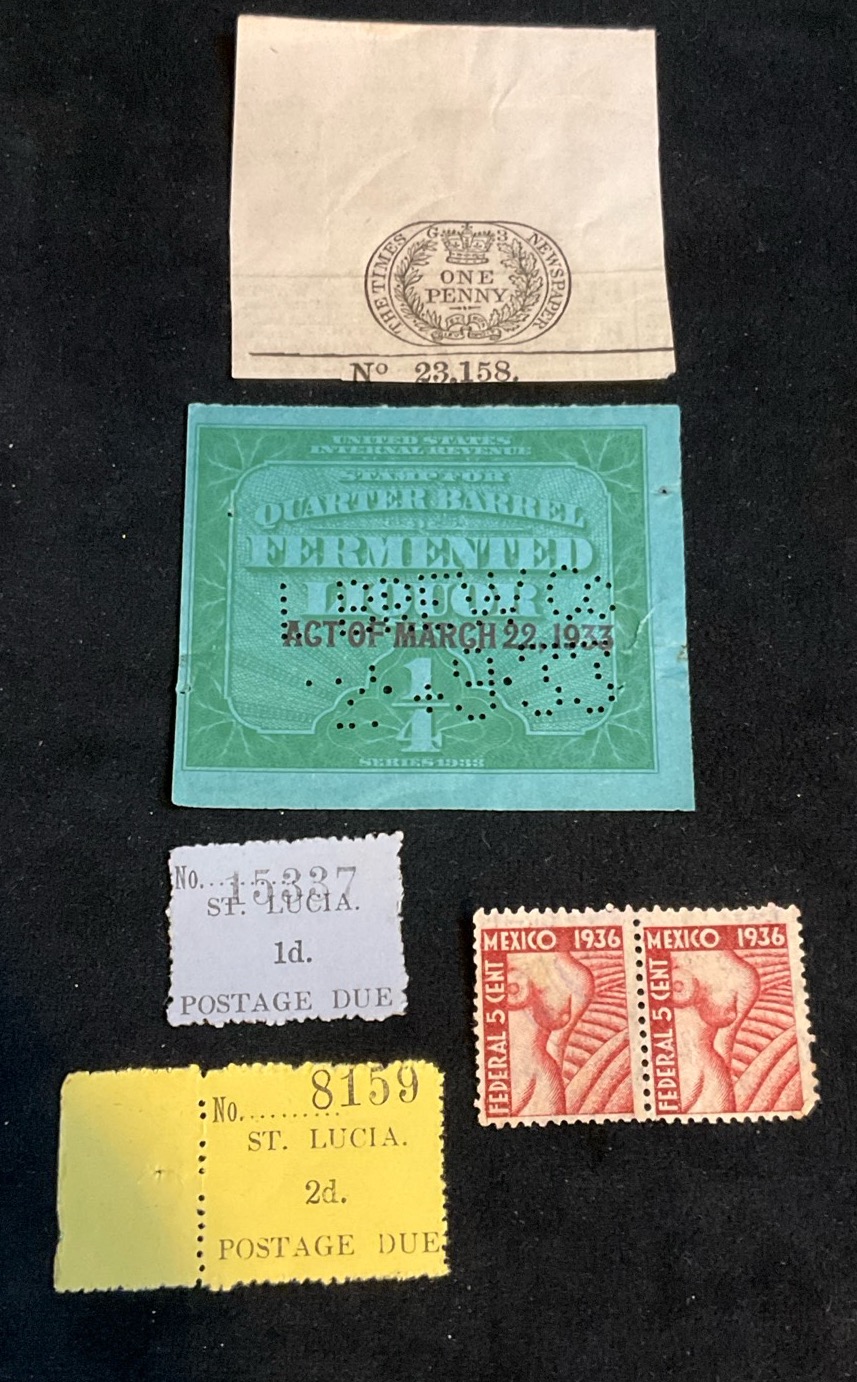 THE TIMES G 3 NEWSPAPER
ONE
PENNY
No 23,158.
UNITED STATES
INTERNAL REVENUE
STAMP FOR
QUARTER BARREL
FERMENTED
LIQUOR
ACT OF MARCH 22, 1933
1
4
SERIES 1933
No. 15337
ST. LUCIA.
1d.
POSTAGE DUE
MEXICO 1936
FEDERAL 5 CENT
MEXICO 1936
FEDERAL 5 CENT
No. 8159
ST. LUCIA.
2d.
POSTAGE DUE